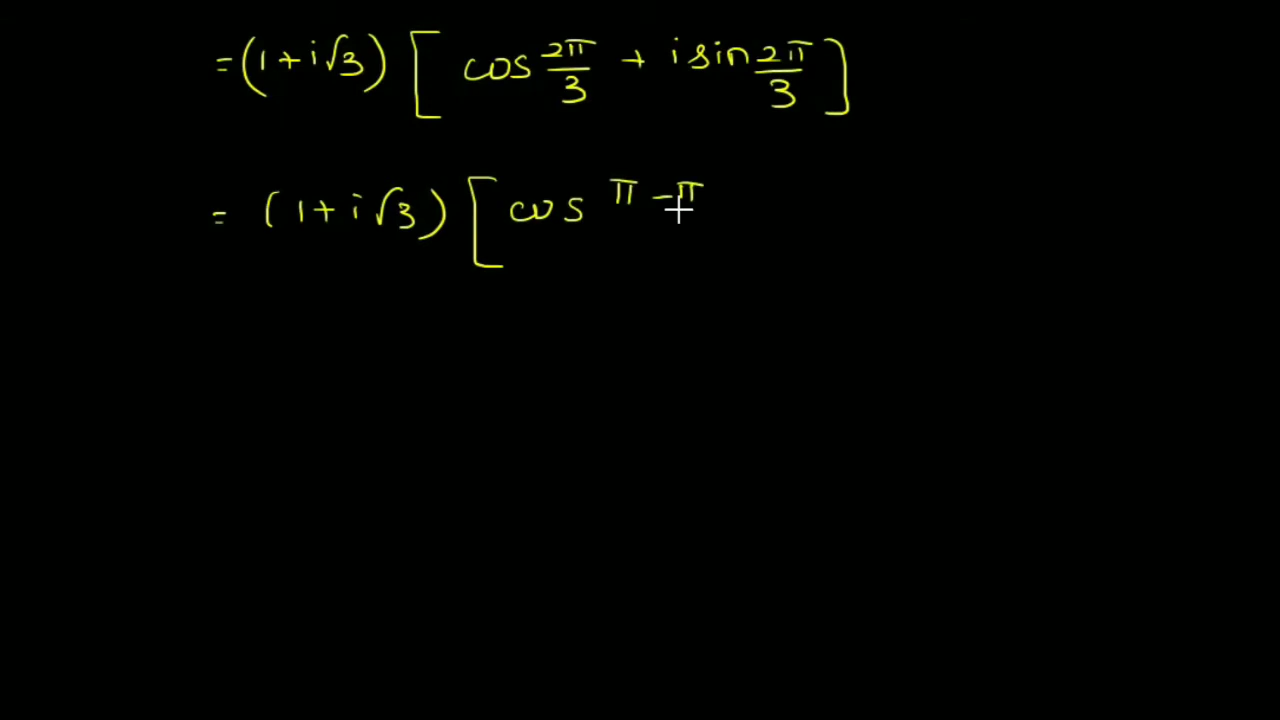 =(1+i√3) [ cos 2π/3 + i sin 2π/3 ]
= (1+i√3) [ cos π - π